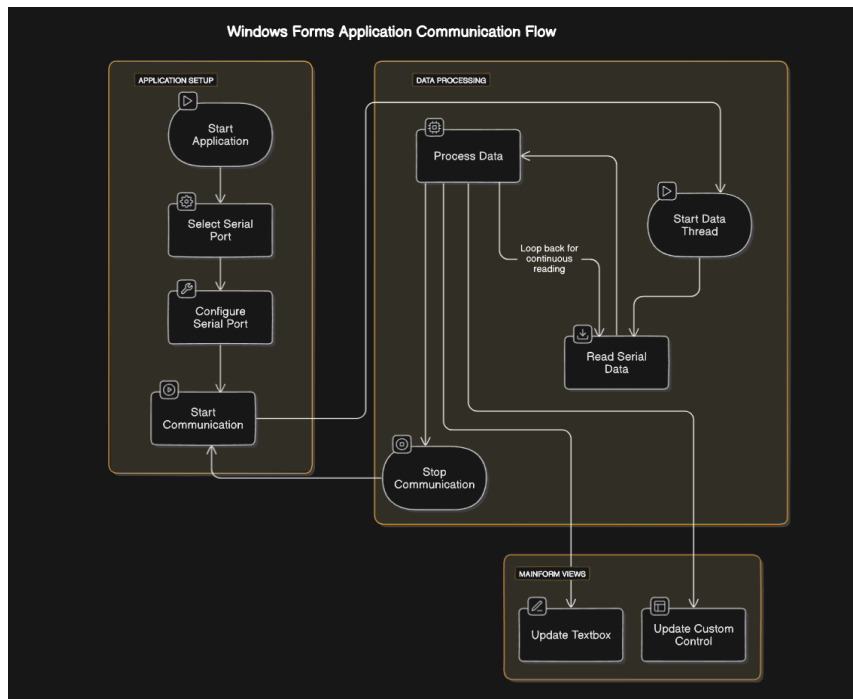 Windows Forms Application Communication Flow
APPLICATION SETUP
Start
Application
Select Serial
Port
Configure
Serial Port
Start
Communication
DATA PROCESSING
Process Data
Start Data
Thread
Loop back for
continuous
reading
Read Serial
Data
Stop
Communication
MAINFORM VIEWS
Update Textbox
Update Custom
Control